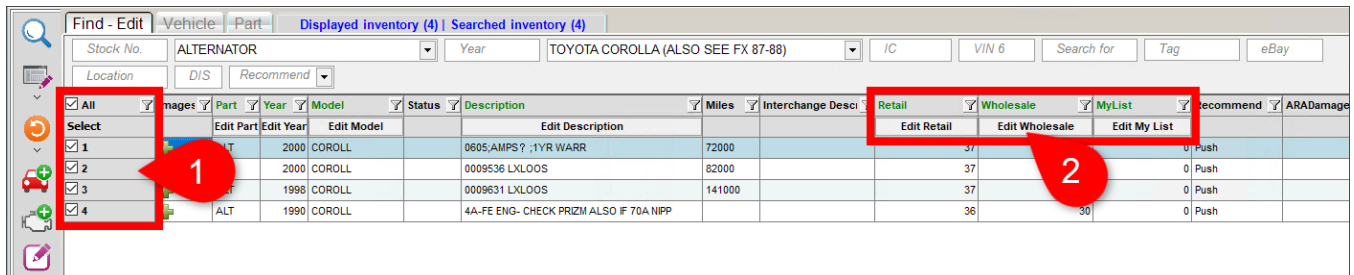 Find - Edit Vehicle Part Displayed inventory (4) | Searched inventory (4)
Stock No. ALTERNATOR Year TOYOTA COROLLA (ALSO SEE FX 87-88) IC VIN 6 Search for Tag eBay
Location DIS Recommend
All mages Part Year Model Status Description Miles Interchange Descri Retail Wholesale MyList Recommend ARADamage
Select Edit Part Edit Year Edit Model Edit Description Edit Retail Edit Wholesale Edit My List
1 ALT 2000 COROLL 0605;AMPS? ;1YR WARR 72000 37 0 Push
2 2000 COROLL 0009536 LXLOOS 82000 37 0 Push
3 ALT 1998 COROLL 0009631 LXLOOS 141000 37 0 Push
4 ALT 1990 COROLL 4A-FE ENG- CHECK PRIZM ALSO IF 70A NIPP 36 30 0 Push
1
2